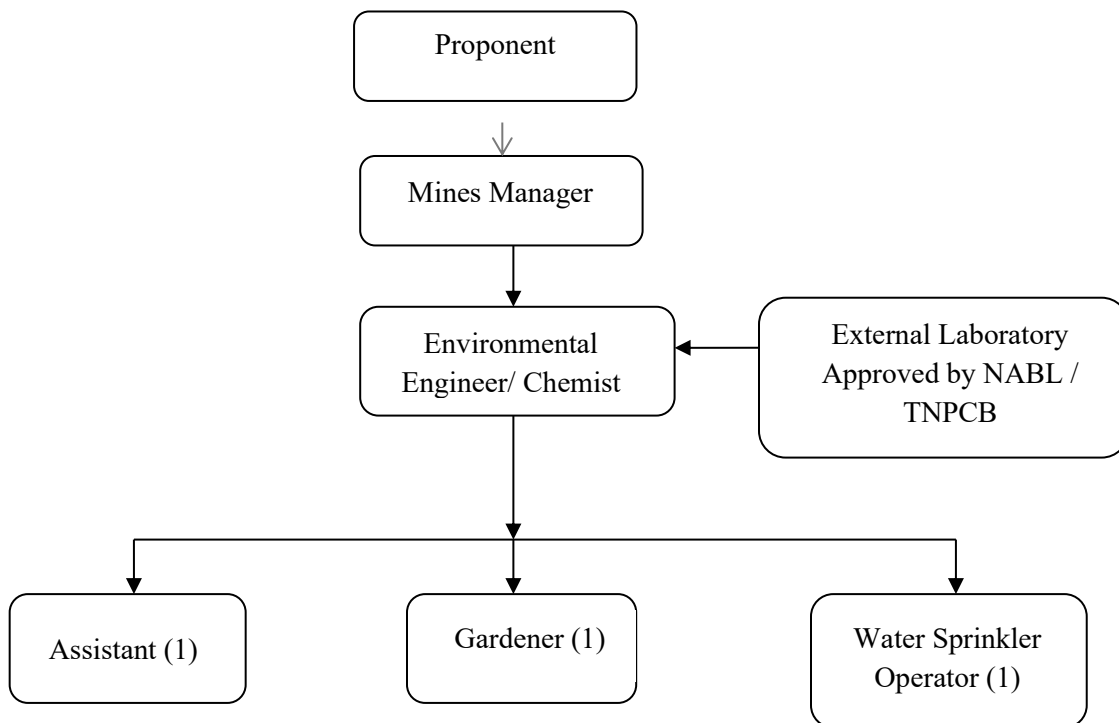 Proponent
Mines Manager
Environmental
Engineer/ Chemist
External Laboratory
Approved by NABL /
TNPCB
Assistant (1)
Gardener (1)
Water Sprinkler
Operator (1)